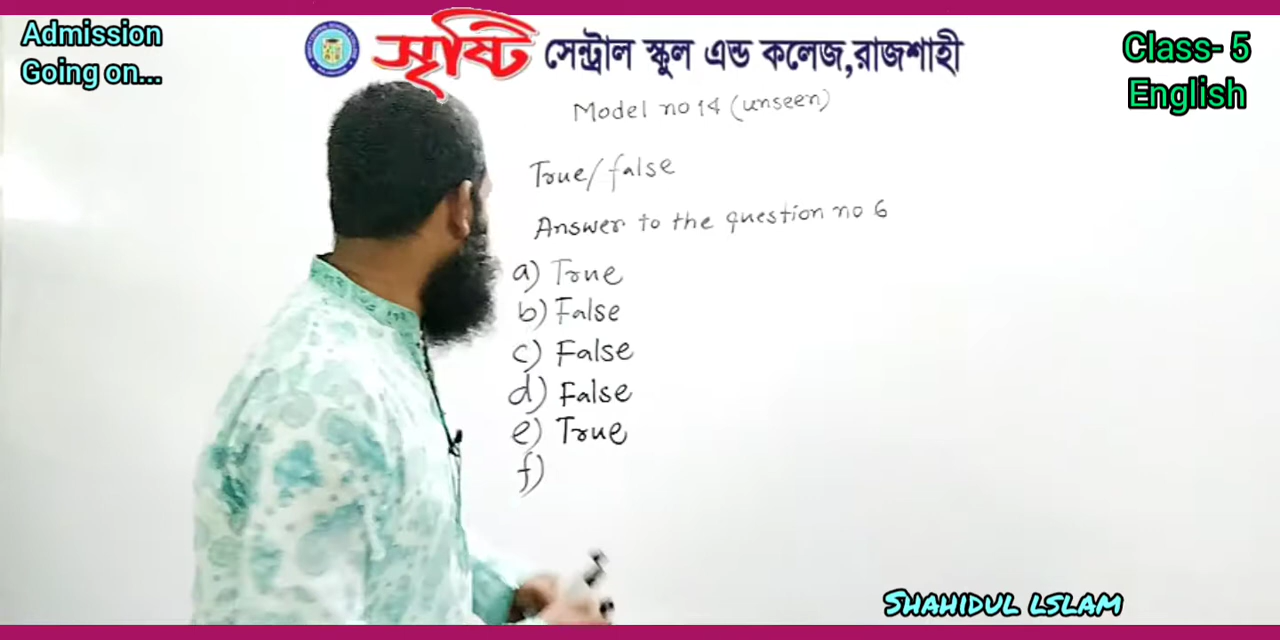 Admission
Going on...
সৃষ্টি সেন্ট্রাল স্কুল এন্ড কলেজ,রাজশাহী
Class- 5
English
Model no 14 (unseen)
True/false
Answer to the question no 6
a) True
b) False
c) False
d) False
e) True
f)
SHAHIDUL lSLAM